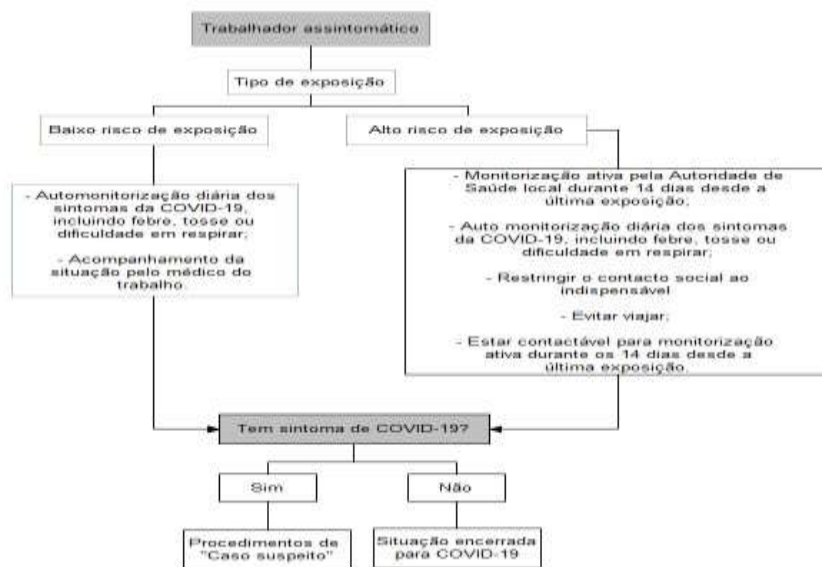 Trabalhador assintomático
Tipo de exposição
Baixo risco de exposição
Alto risco de exposição
- Automonitorização diária dos
sintomas da COVID-19,
incluindo febre, tosse ou
dificuldade em respirar;
- Acompanhamento da
situação pelo médico do
trabalho.
- Monitorização ativa pela Autoridade de
Saúde local durante 14 dias desde a
última exposição;
- Auto monitorização diária dos sintomas
da COVID-19, incluindo febre, tosse ou
dificuldade em respirar;
- Restringir o contacto social ao
indispensável
- Evitar viajar;
- Estar contactável para monitorização
ativa durante os 14 dias desde a
última exposição.
Tem sintoma de COVID-19?
Sim
Não
Procedimentos de
"Caso suspeito"
Situação encerrada
para COVID-19